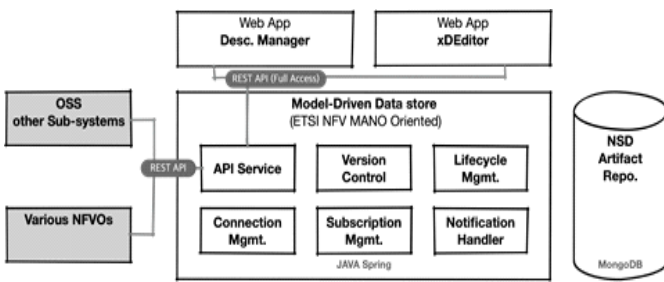 Web App
Desc. Manager
Web App
xDEditor
REST API (Full Access)
OSS
other Sub-systems
Model-Driven Data store
(ETSI NFV MANO Oriented)
REST API
API Service
Version
Control
Lifecycle
Mgmt.
NSD
Artifact
Repo.
Various NFVOs
Connection
Mgmt.
Subscription
Mgmt.
Notification
Handler
JAVA Spring
MongoDB